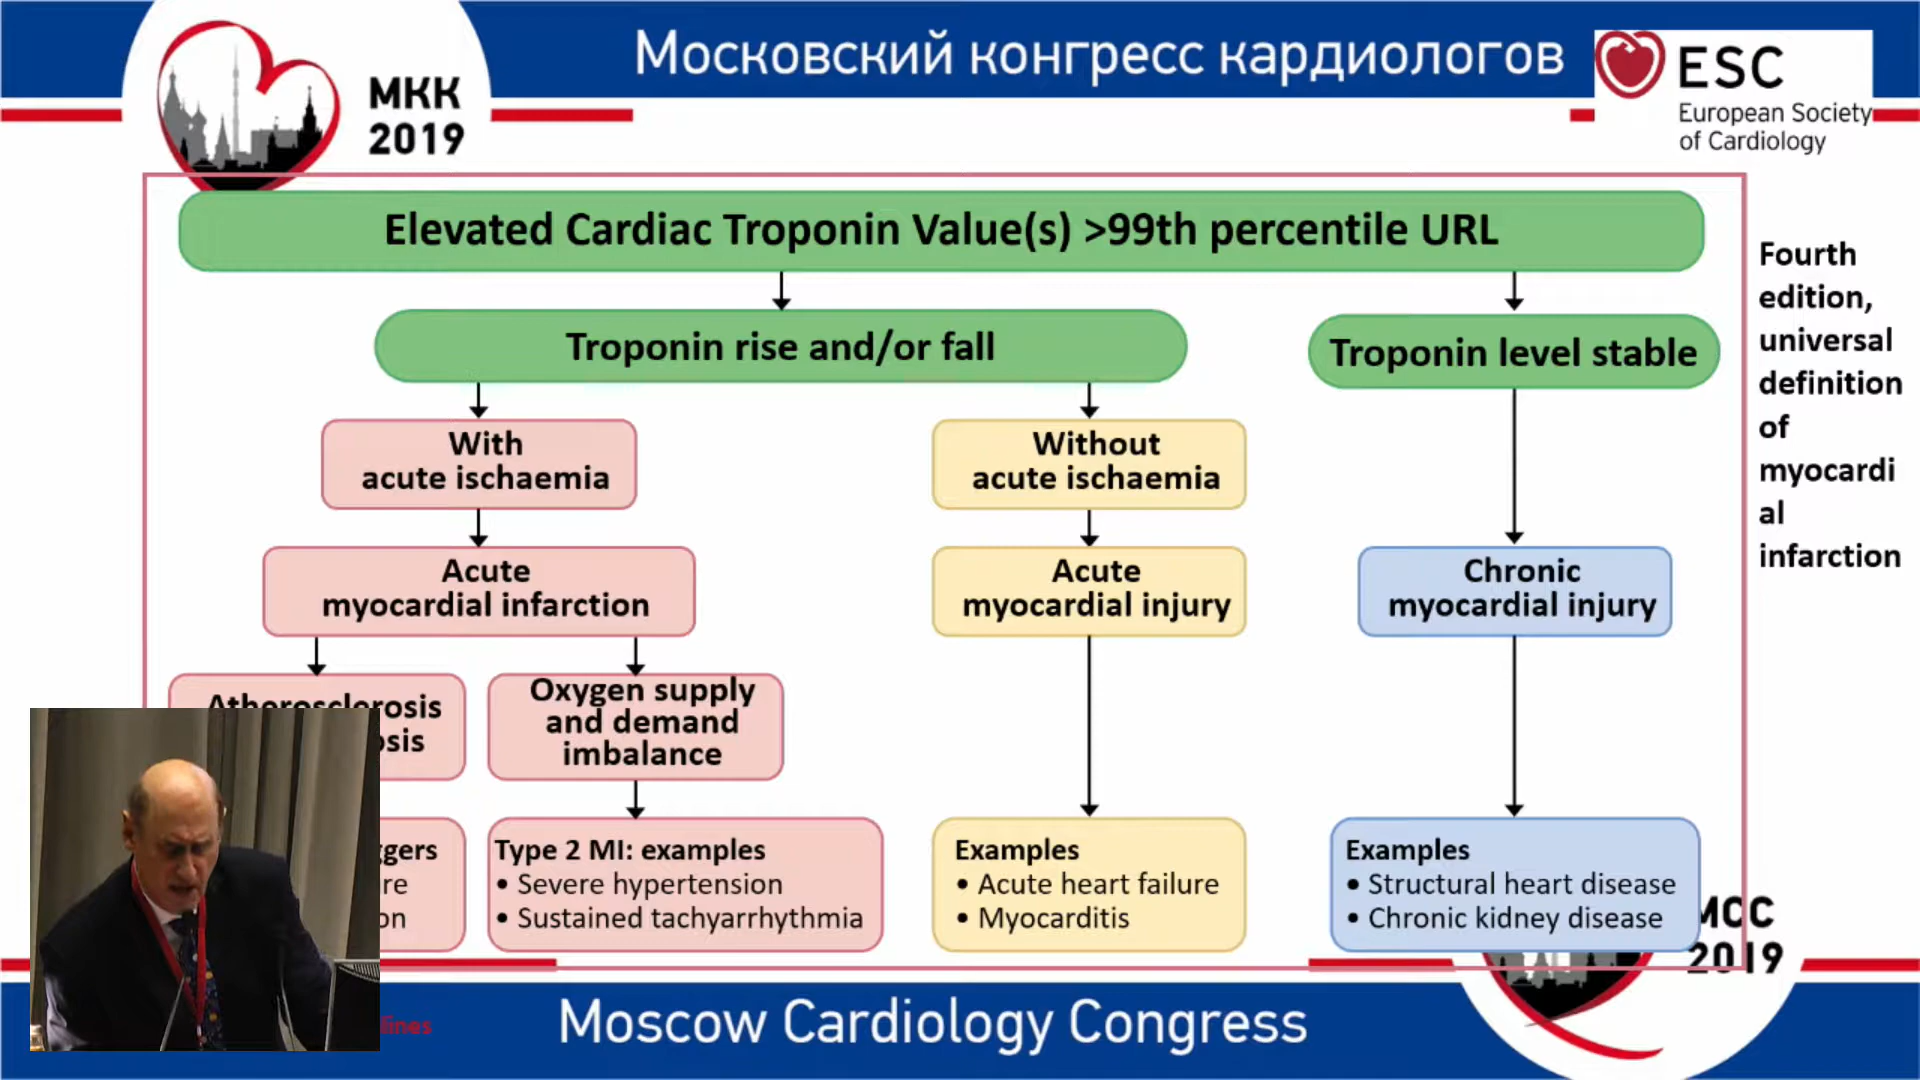 Московский конгресс кардиологов
МКК
2019
ESC
European Society
of Cardiology
Elevated Cardiac Troponin Value(s) >99th percentile URL
Troponin rise and/or fall
Troponin level stable
Fourth
edition,
universal
definition
of
myocardi
al
infarction
With
acute ischaemia
Without
acute ischaemia
Acute
myocardial infarction
Acute
myocardial injury
Chronic
myocardial injury
Atherosclerosis
Oxygen supply
and demand
imbalance
Type 2 MI: examples
• Severe hypertension
• Sustained tachyarrhythmia
Examples
• Acute heart failure
• Myocarditis
Examples
• Structural heart disease
• Chronic kidney disease
MCC
2019
Moscow Cardiology Congress